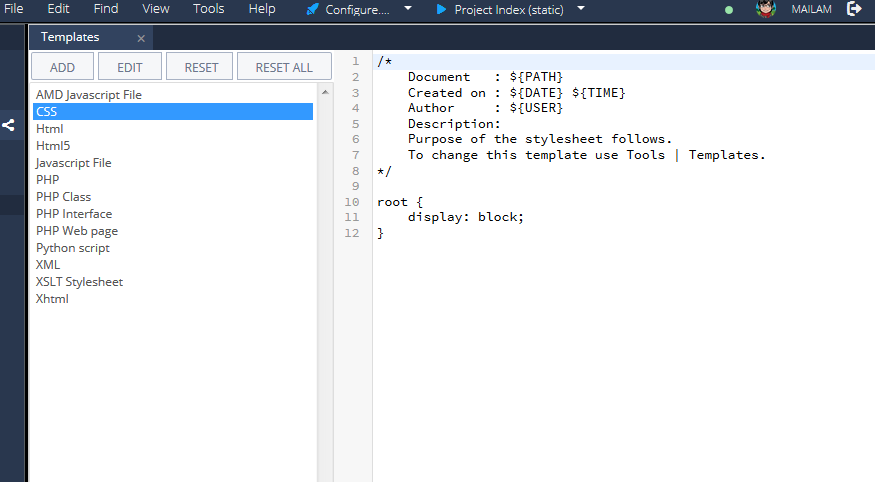 File Edit Find View Tools Help Configure.... Project Index (static) MAILAM
Templates ×
ADD EDIT RESET RESET ALL
AMD Javascript File
CSS
Html
Html5
Javascript File
PHP
PHP Class
PHP Interface
PHP Web page
Python script
XML
XSLT Stylesheet
Xhtml
1 /*
2 Document : ${PATH}
3 Created on : ${DATE} ${TIME}
4 Author : ${USER}
5 Description:
6 Purpose of the stylesheet follows.
7 To change this template use Tools | Templates.
8 */
9
10 root {
11 display: block;
12 }